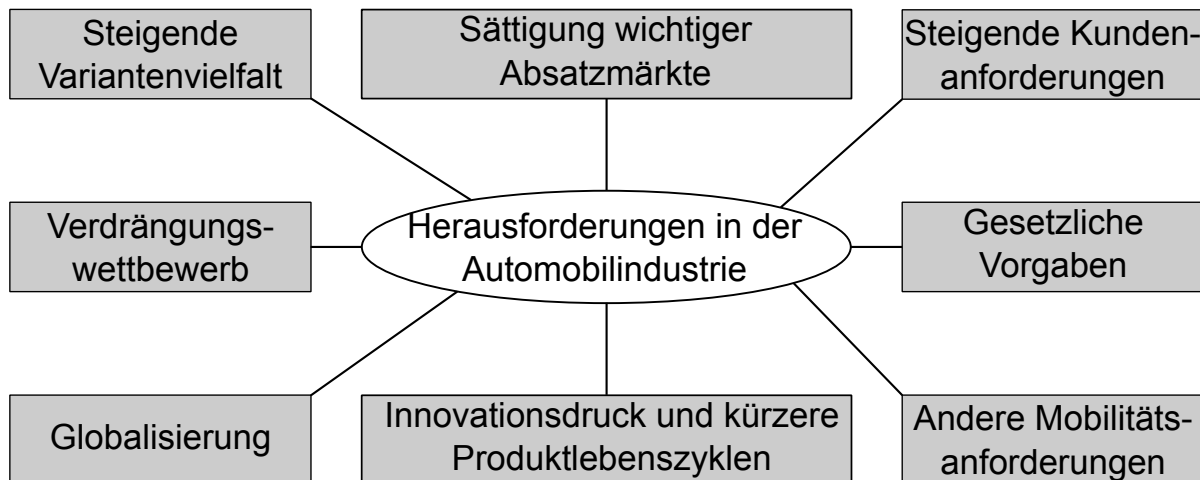 Steigende
Variantenvielfalt
Sättigung wichtiger
Absatzmärkte
Steigende Kunden-
anforderungen
Verdrängungs-
wettbewerb
Herausforderungen in der
Automobilindustrie
Gesetzliche
Vorgaben
Globalisierung
Innovationsdruck und kürzere
Produktlebenszyklen
Andere Mobilitäts-
anforderungen